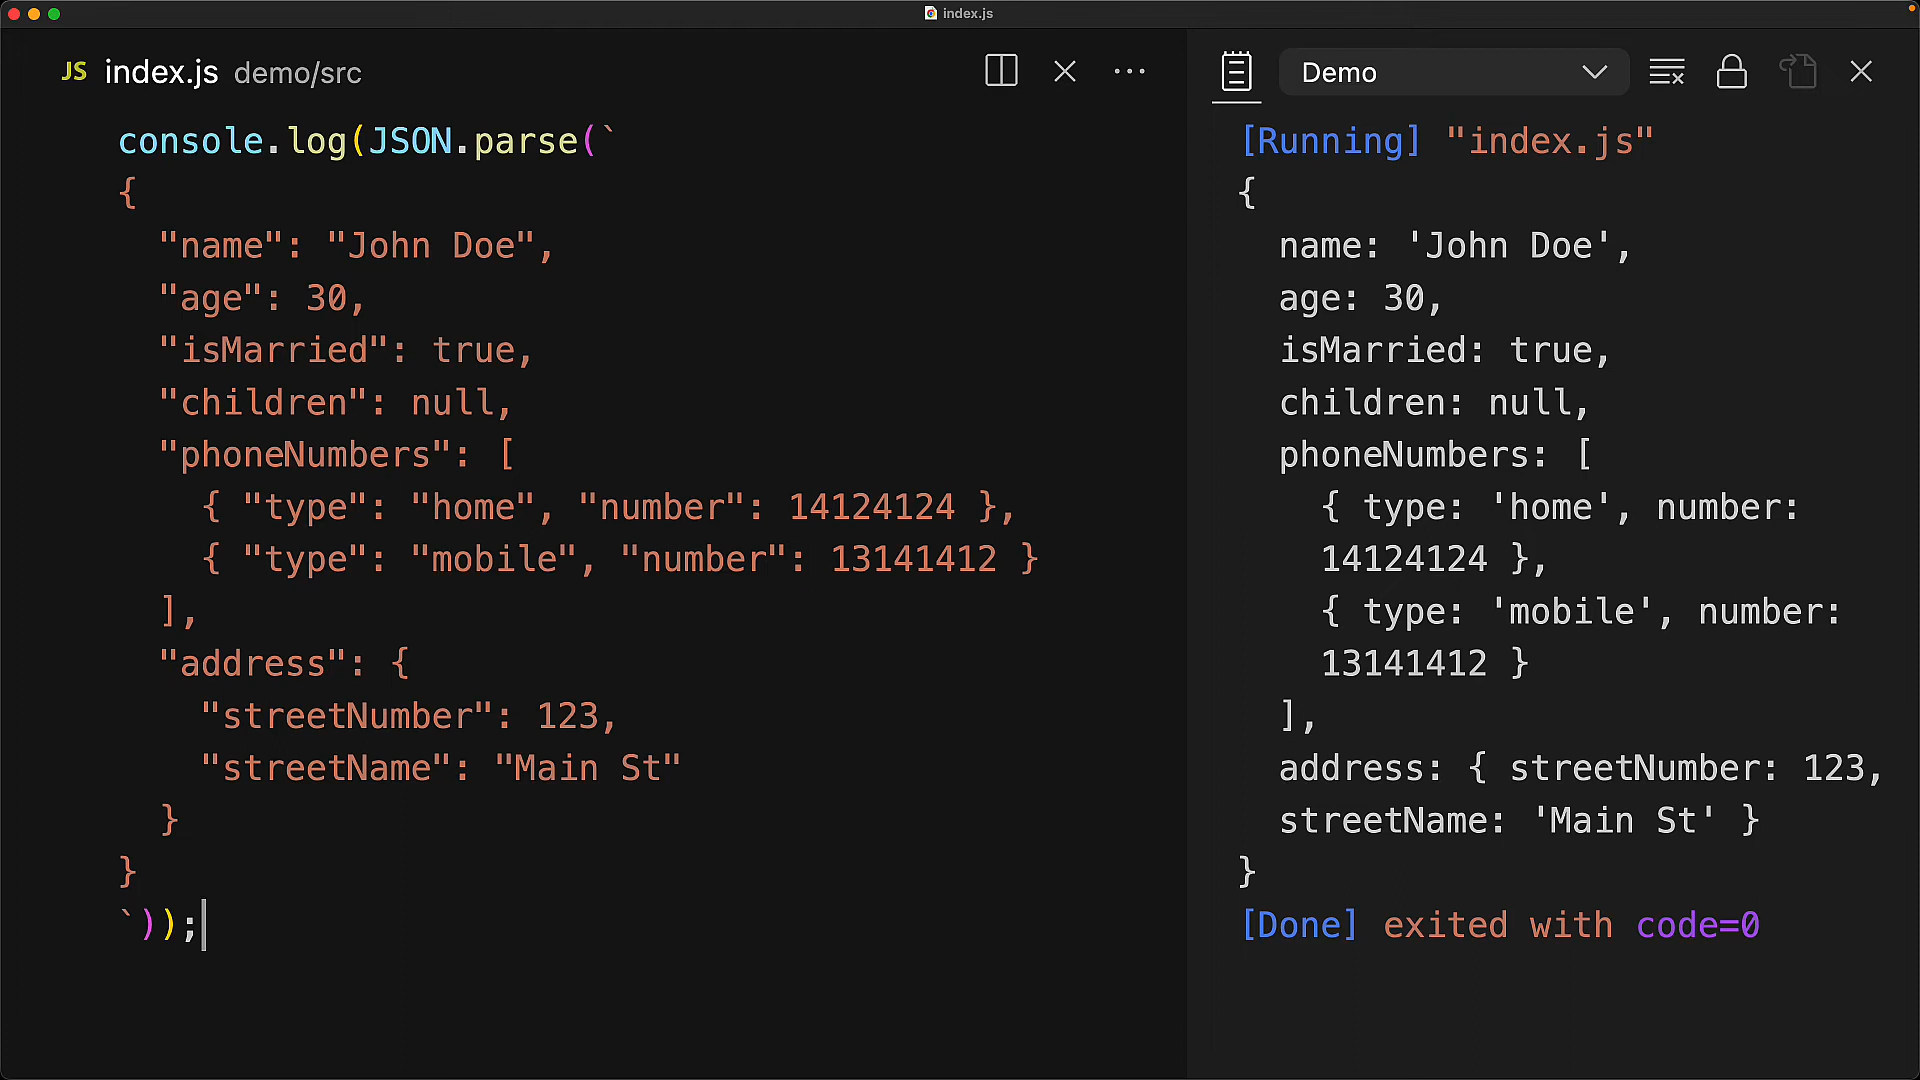 index.js
JS index.js demo/src
console.log(JSON.parse(`
{
  "name": "John Doe",
  "age": 30,
  "isMarried": true,
  "children": null,
  "phoneNumbers": [
    { "type": "home", "number": 14124124 },
    { "type": "mobile", "number": 13141412 }
  ],
  "address": {
    "streetNumber": 123,
    "streetName": "Main St"
  }
}
`));
Demo
[Running] "index.js"
{
  name: 'John Doe',
  age: 30,
  isMarried: true,
  children: null,
  phoneNumbers: [
    { type: 'home', number:
    14124124 },
    { type: 'mobile', number:
    13141412 }
  ],
  address: { streetNumber: 123,
  streetName: 'Main St' }
}
[Done] exited with code=0